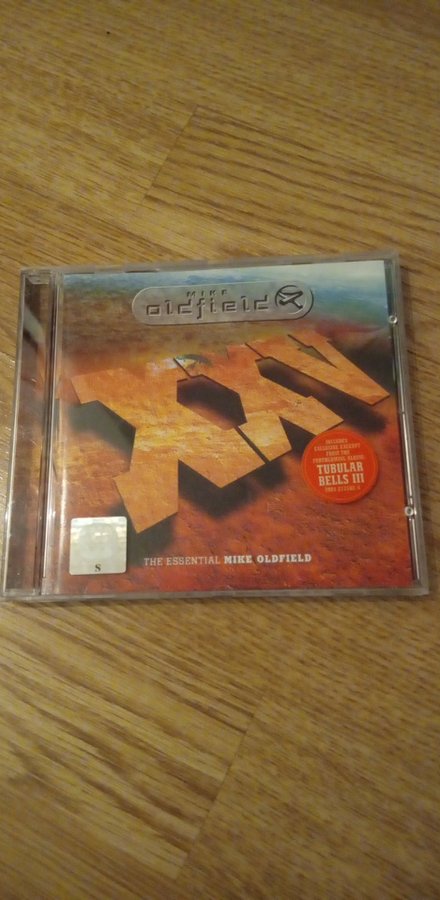 MIKE
oldfield
XXV
INCLUDES
EXCLUSIVE EXCERPT
FROM THE
FORTHCOMING ALBUM:
TUBULAR
BELLS III
S
THE ESSENTIAL MIKE OLDFIELD